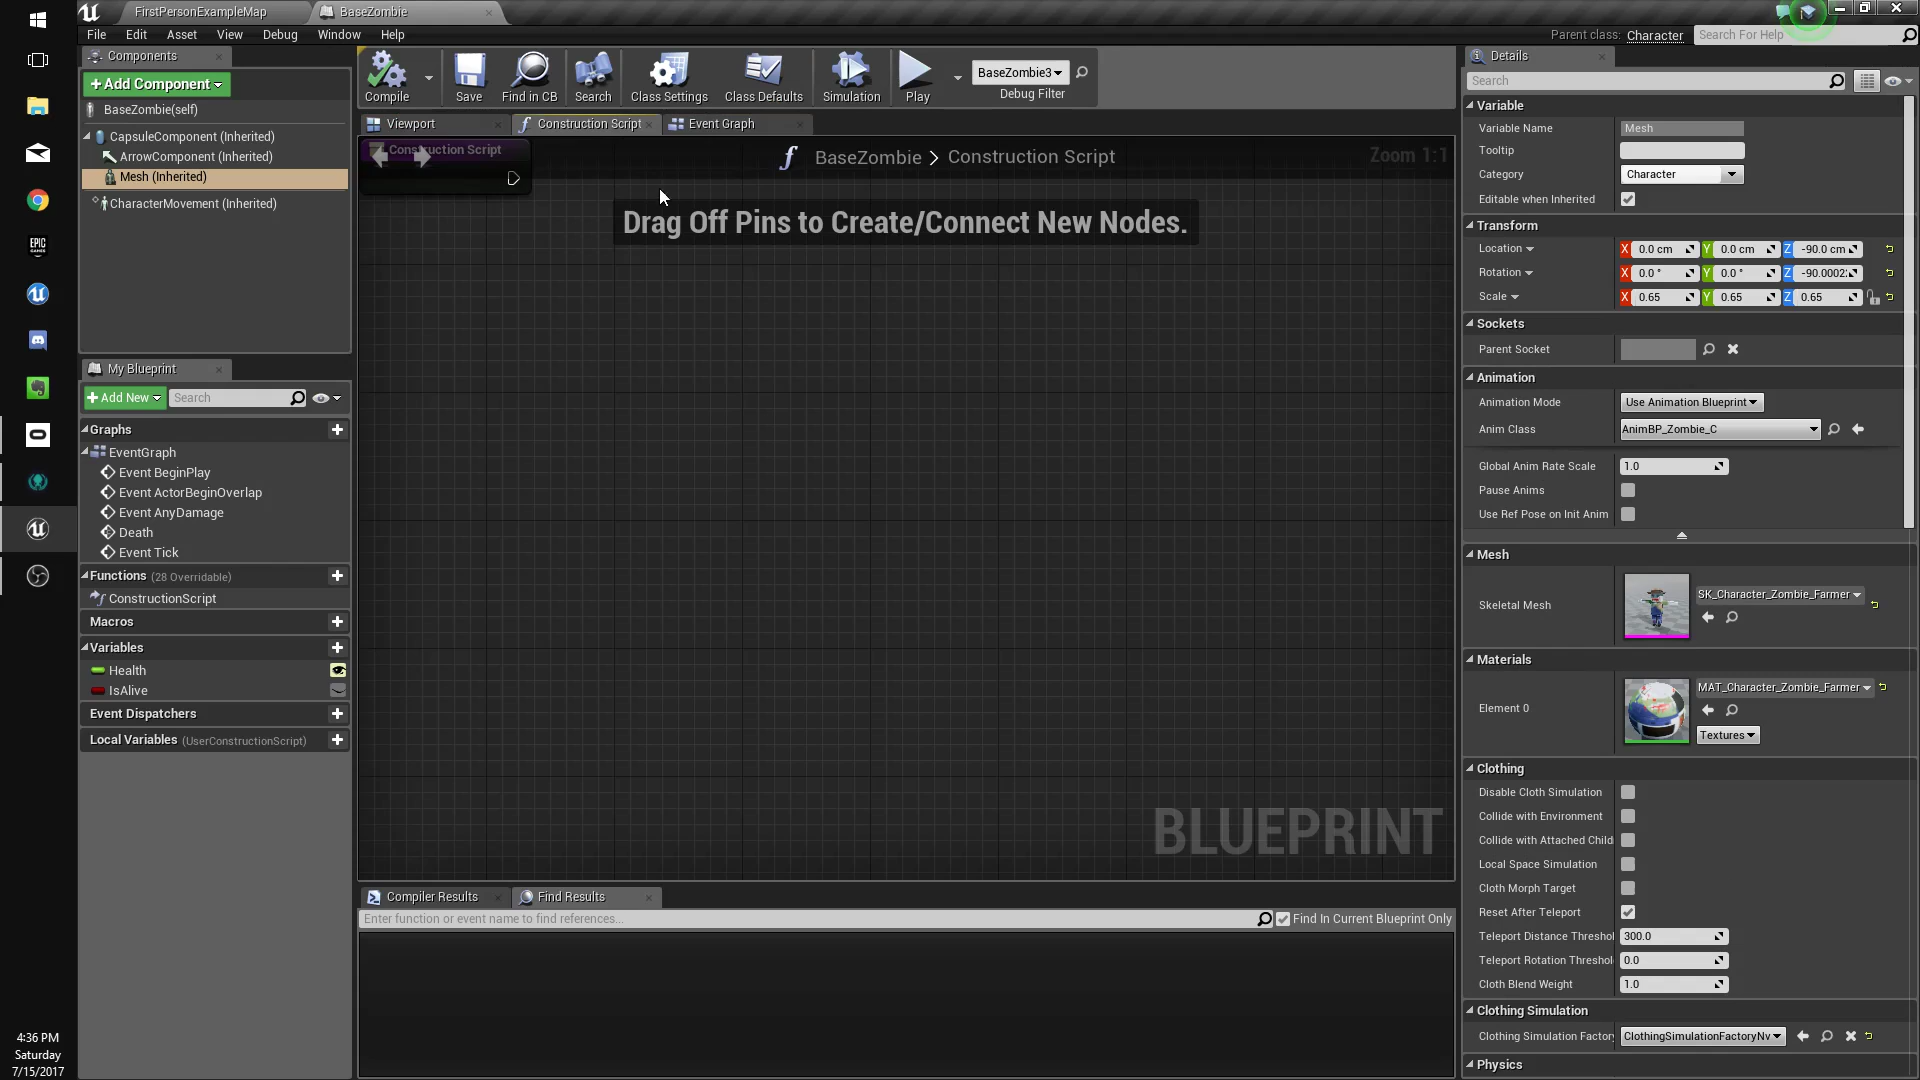 FirstPersonExampleMap
BaseZombie
File Edit Asset View Debug Window Help
Parent class: Character
Search For Help
Components
+Add Component
BaseZombie(self)
CapsuleComponent (Inherited)
ArrowComponent (Inherited)
Mesh (Inherited)
CharacterMovement (Inherited)
My Blueprint
+Add New
Search
Graphs
EventGraph
Event BeginPlay
Event ActorBeginOverlap
Event AnyDamage
Death
Event Tick
Functions (28 Overridable)
ConstructionScript
Macros
Variables
Health
IsAlive
Event Dispatchers
Local Variables (UserConstructionScript)
EPIC
GAMES
4:36 PM
Saturday
7/15/2017
Compile
Save
Find in CB
Search
Class Settings
Class Defaults
Simulation
Play
BaseZombie3
Debug Filter
Viewport
Construction Script
Event Graph
Construction Script
BaseZombie > Construction Script
Zoom 1:1
Drag Off Pins to Create/Connect New Nodes.
BLUEPRINT
Compiler Results
Find Results
Enter function or event name to find references...
Find In Current Blueprint Only
Details
Search
Variable
Variable Name Mesh
Tooltip
Category Character
Editable when Inherited
Transform
Location X 0.0 cm Y 0.0 cm Z -90.0 cm
Rotation X 0.0 ° Y 0.0 ° Z -90.0002
Scale X 0.65 Y 0.65 Z 0.65
Sockets
Parent Socket
Animation
Animation Mode Use Animation Blueprint
Anim Class AnimBP_Zombie_C
Global Anim Rate Scale 1.0
Pause Anims
Use Ref Pose on Init Anim
Mesh
Skeletal Mesh SK_Character_Zombie_Farmer
Materials
Element 0 MAT_Character_Zombie_Farmer
Textures
Clothing
Disable Cloth Simulation
Collide with Environment
Collide with Attached Child
Local Space Simulation
Cloth Morph Target
Reset After Teleport
Teleport Distance Threshol 300.0
Teleport Rotation Threshol 0.0
Cloth Blend Weight 1.0
Clothing Simulation
Clothing Simulation Factor ClothingSimulationFactoryNv
Physics